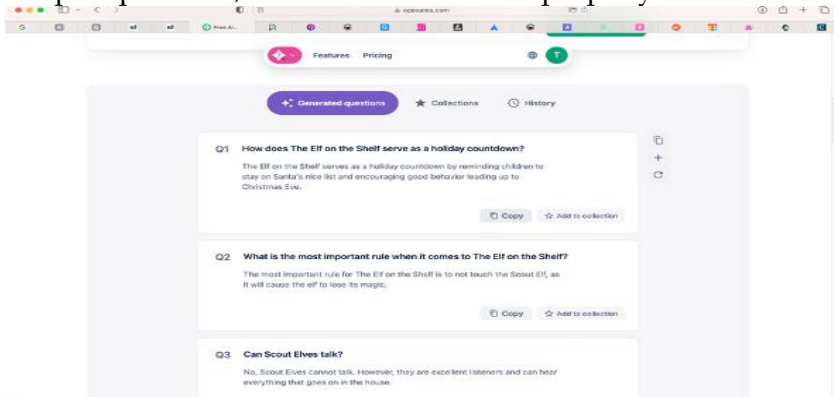 opexams.com
Free AI...
Features Pricing
T
Generated questions Collections History
Q1 How does The Elf on the Shelf serve as a holiday countdown?
The Elf on the Shelf serves as a holiday countdown by reminding children to
stay on Santa's nice list and encouraging good behavior leading up to
Christmas Eve.
Copy Add to collection
Q2 What is the most important rule when it comes to The Elf on the Shelf?
The most important rule for The Elf on the Shelf is to not touch the Scout Elf, as
it will cause the elf to lose its magic.
Copy Add to collection
Q3 Can Scout Elves talk?
No, Scout Elves cannot talk. However, they are excellent listeners and can hear
everything that goes on in the house.